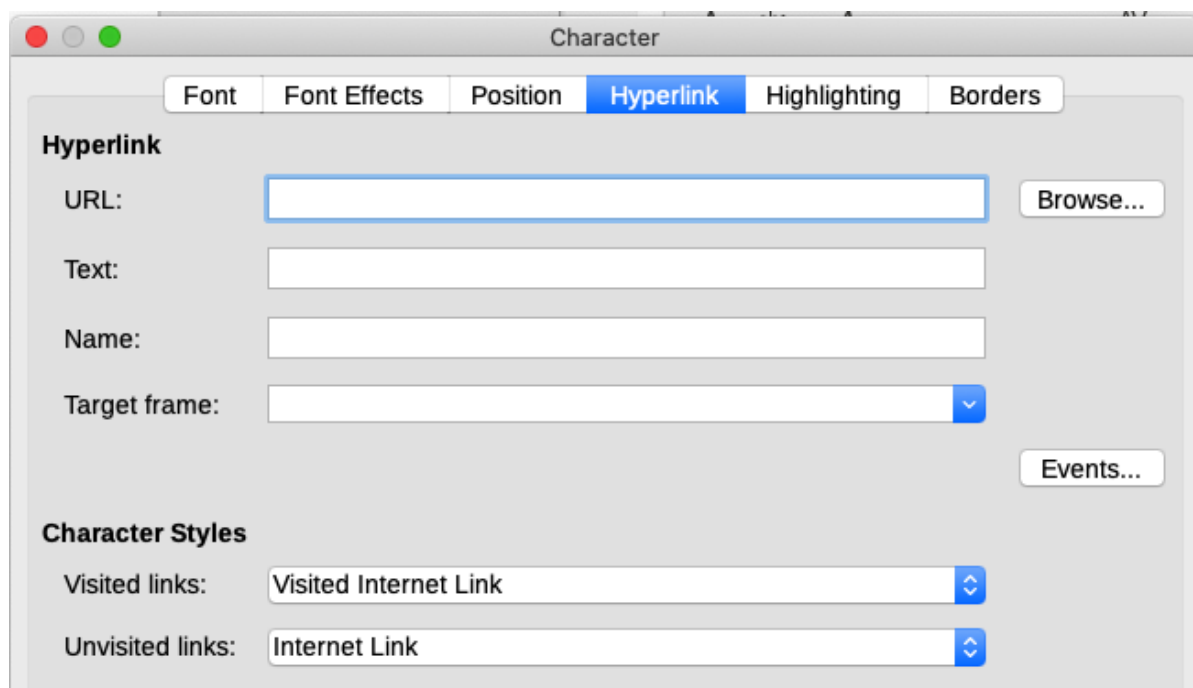 Character
Font Font Effects Position Hyperlink Highlighting Borders
Hyperlink
URL: Browse...
Text:
Name:
Target frame:
Events...
Character Styles
Visited links: Visited Internet Link
Unvisited links: Internet Link